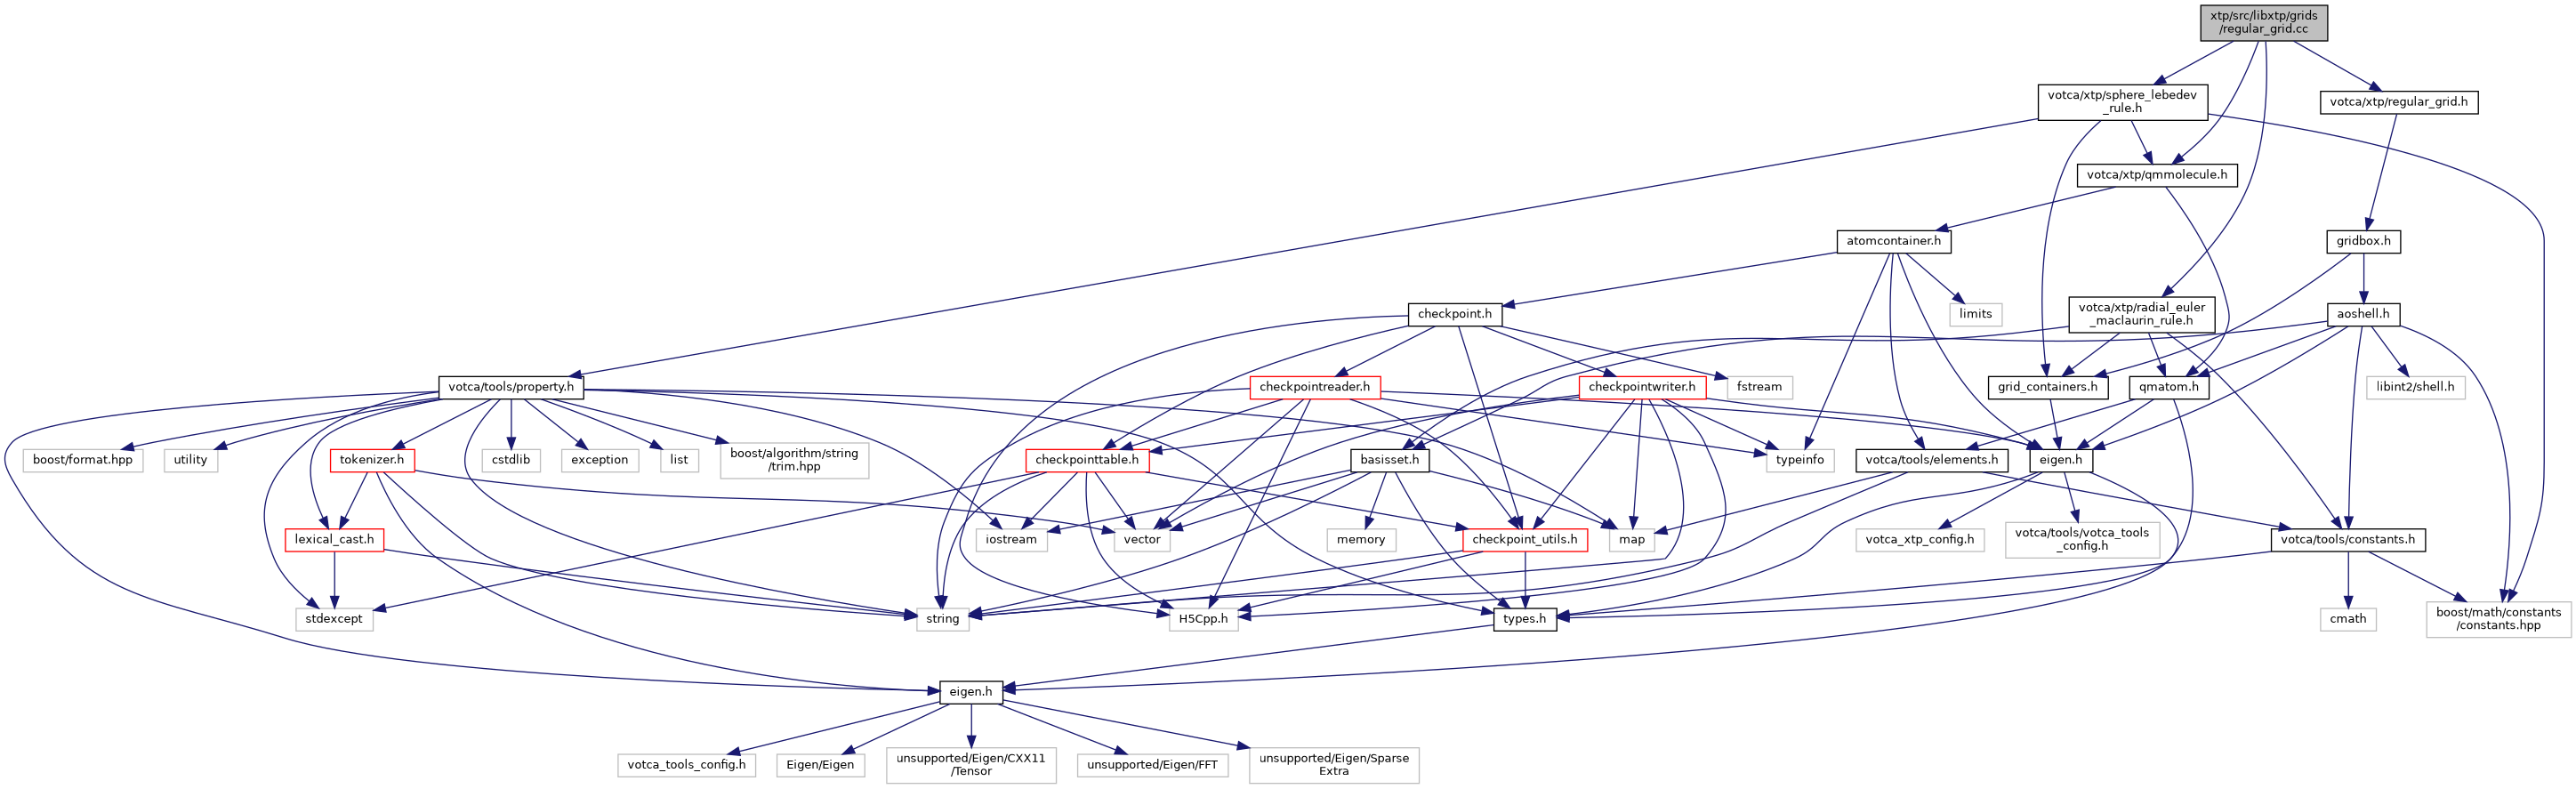 xtp/src/libxtp/grids
/regular_grid.cc
votca/xtp/sphere_lebedev
_rule.h
votca/xtp/regular_grid.h
votca/xtp/qmmolecule.h
atomcontainer.h
gridbox.h
checkpoint.h
limits
votca/xtp/radial_euler
_maclaurin_rule.h
aoshell.h
votca/tools/property.h
checkpointreader.h
checkpointwriter.h
fstream
grid_containers.h
qmatom.h
libint2/shell.h
boost/format.hpp
utility
tokenizer.h
cstdlib
exception
list
boost/algorithm/string
/trim.hpp
checkpointtable.h
basisset.h
typeinfo
votca/tools/elements.h
eigen.h
lexical_cast.h
iostream
vector
memory
checkpoint_utils.h
map
votca_xtp_config.h
votca/tools/votca_tools
_config.h
votca/tools/constants.h
stdexcept
string
H5Cpp.h
types.h
cmath
boost/math/constants
/constants.hpp
eigen.h
votca_tools_config.h
Eigen/Eigen
unsupported/Eigen/CXX11
/Tensor
unsupported/Eigen/FFT
unsupported/Eigen/Sparse
Extra